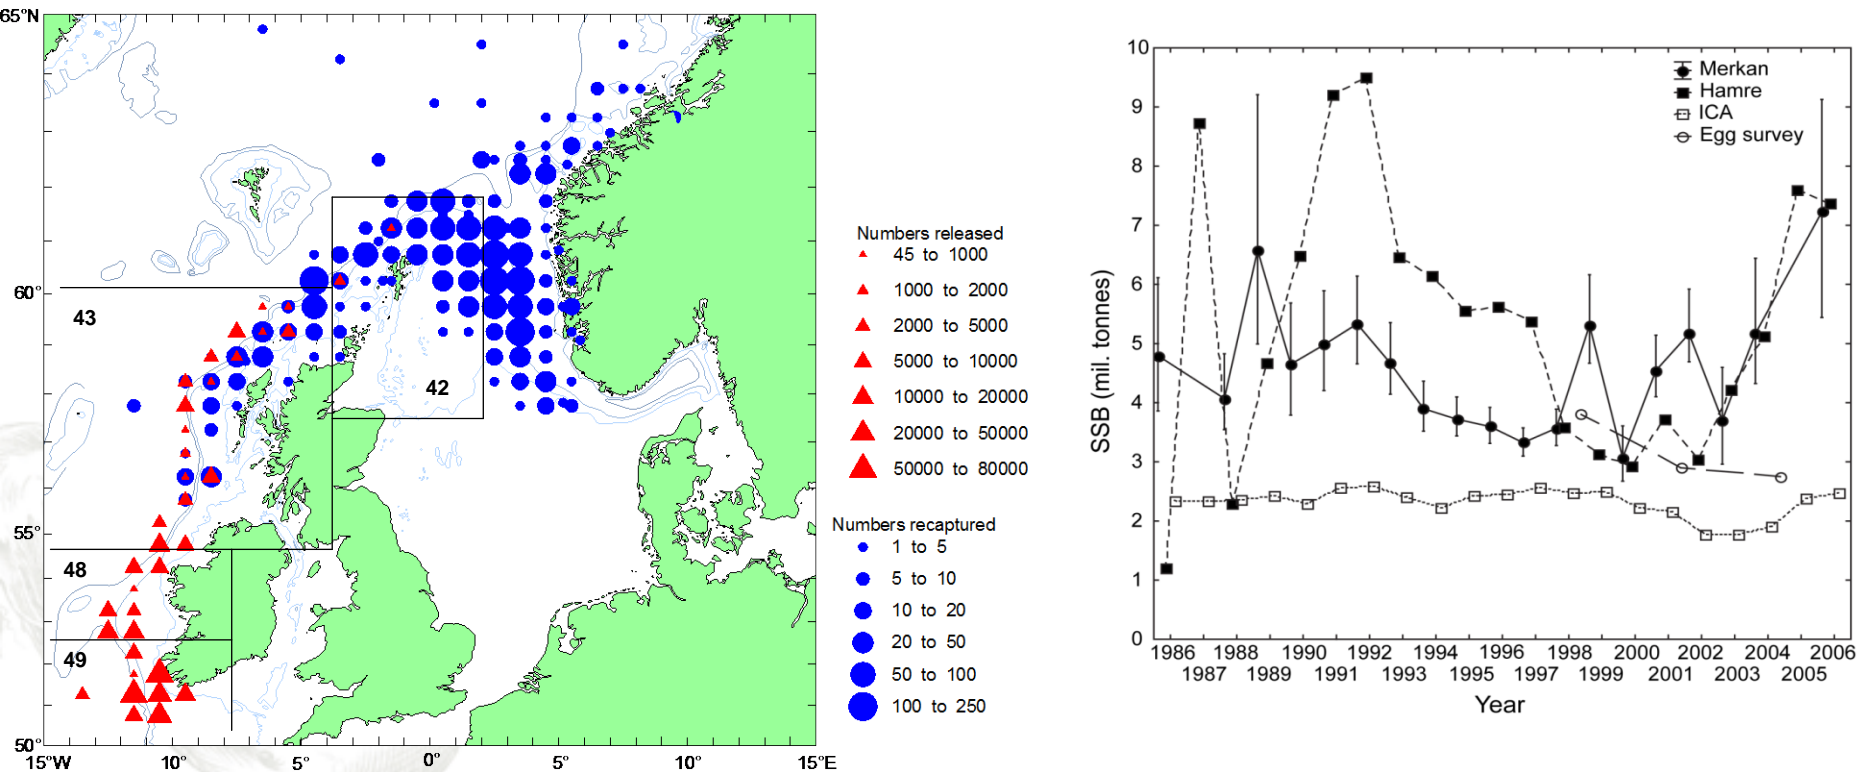 65°N
60°
55°
50°
15°W
10°
5°
0°
5°
10°
15°E
43
42
48
49
Numbers released
45 to 1000
1000 to 2000
2000 to 5000
5000 to 10000
10000 to 20000
20000 to 50000
50000 to 80000
Numbers recaptured
1 to 5
5 to 10
10 to 20
20 to 50
50 to 100
100 to 250
SSB (mil. tonnes)
10
9
8
7
6
5
4
3
2
1
0
Merkan
Hamre
ICA
Egg survey
1986 1988 1990 1992 1994 1996 1998 2000 2002 2004 2006
1987 1989 1991 1993 1995 1997 1999 2001 2003 2005
Year